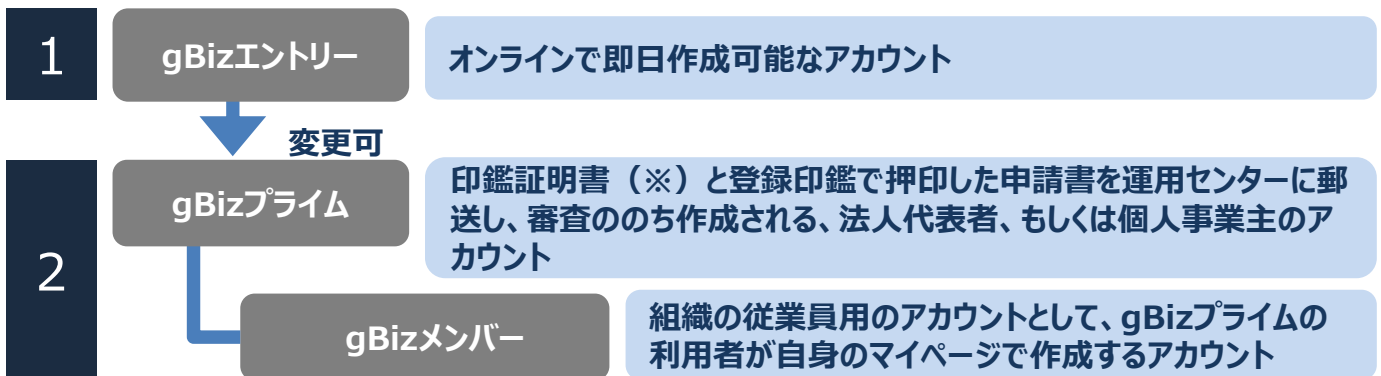 1
gBizエントリー
オンラインで即日作成可能なアカウント
変更可
2
gBizプライム
印鑑証明書（※）と登録印鑑で押印した申請書を運用センターに郵
送し、審査ののち作成される、法人代表者、もしくは個人事業主のア
カウント
gBizメンバー
組織の従業員用のアカウントとして、gBizプライムの
利用者が自身のマイページで作成するアカウント